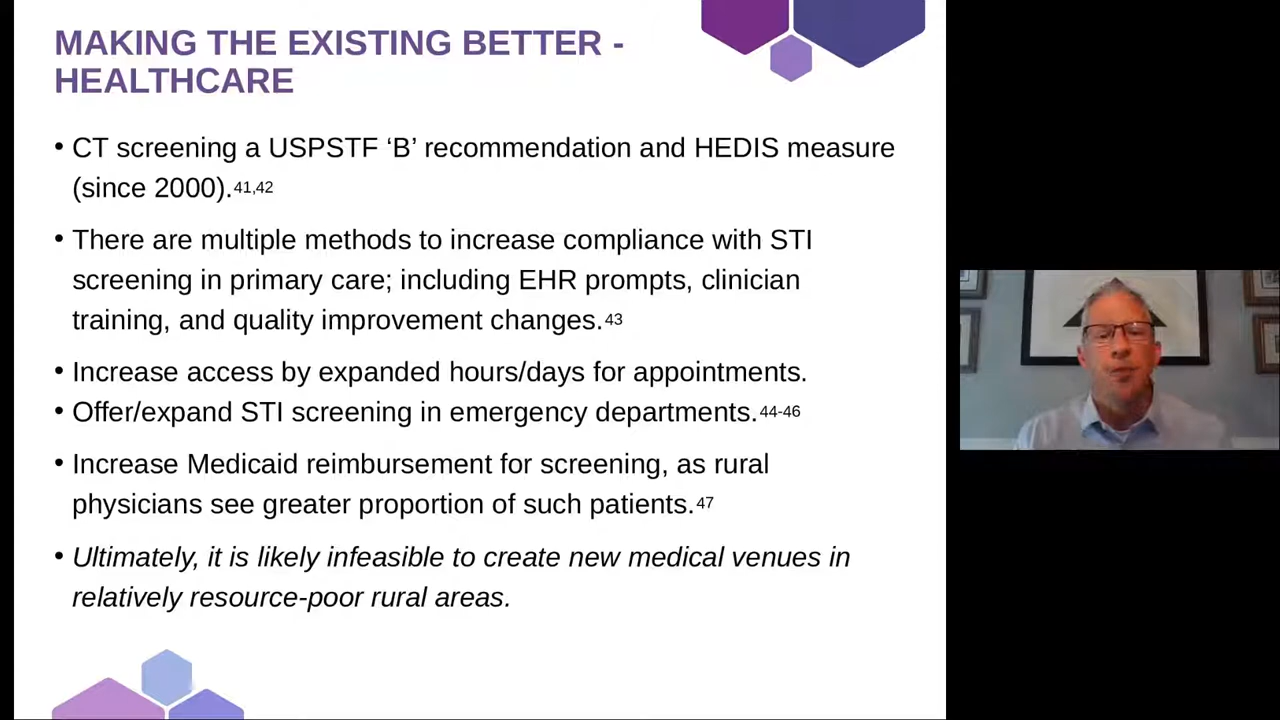 MAKING THE EXISTING BETTER -
HEALTHCARE
• CT screening a USPSTF ‘B’ recommendation and HEDIS measure
(since 2000).41,42
• There are multiple methods to increase compliance with STI
screening in primary care; including EHR prompts, clinician
training, and quality improvement changes.43
• Increase access by expanded hours/days for appointments.
• Offer/expand STI screening in emergency departments.44-46
• Increase Medicaid reimbursement for screening, as rural
physicians see greater proportion of such patients.47
• Ultimately, it is likely infeasible to create new medical venues in
relatively resource-poor rural areas.